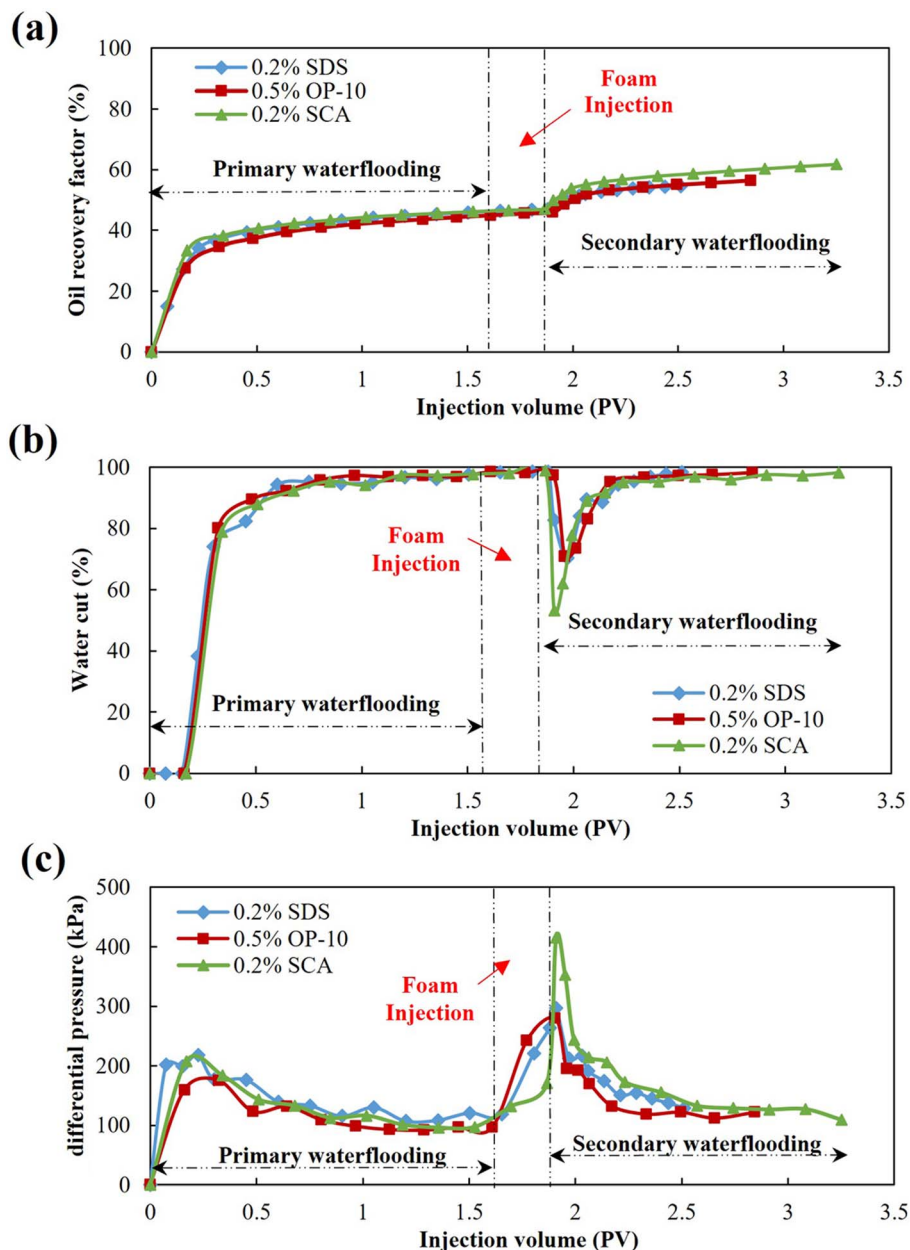 (a)
100
80
60
40
20
0
Oil recovery factor (%)
0.2% SDS
0.5% OP-10
0.2% SCA
Foam
Injection
Primary waterflooding
Secondary waterflooding
0 0.5 1 1.5 2 2.5 3 3.5
Injection volume (PV)
(b)
100
80
60
40
20
0
Water cut (%)
Foam
Injection
Secondary waterflooding
Primary waterflooding
0.2% SDS
0.5% OP-10
0.2% SCA
0 0.5 1 1.5 2 2.5 3 3.5
Injection volume (PV)
(c)
500
400
300
200
100
0
differential pressure (kPa)
0.2% SDS
0.5% OP-10
0.2% SCA
Foam
Injection
Primary waterflooding
Secondary waterflooding
0 0.5 1 1.5 2 2.5 3 3.5
Injection volume (PV)